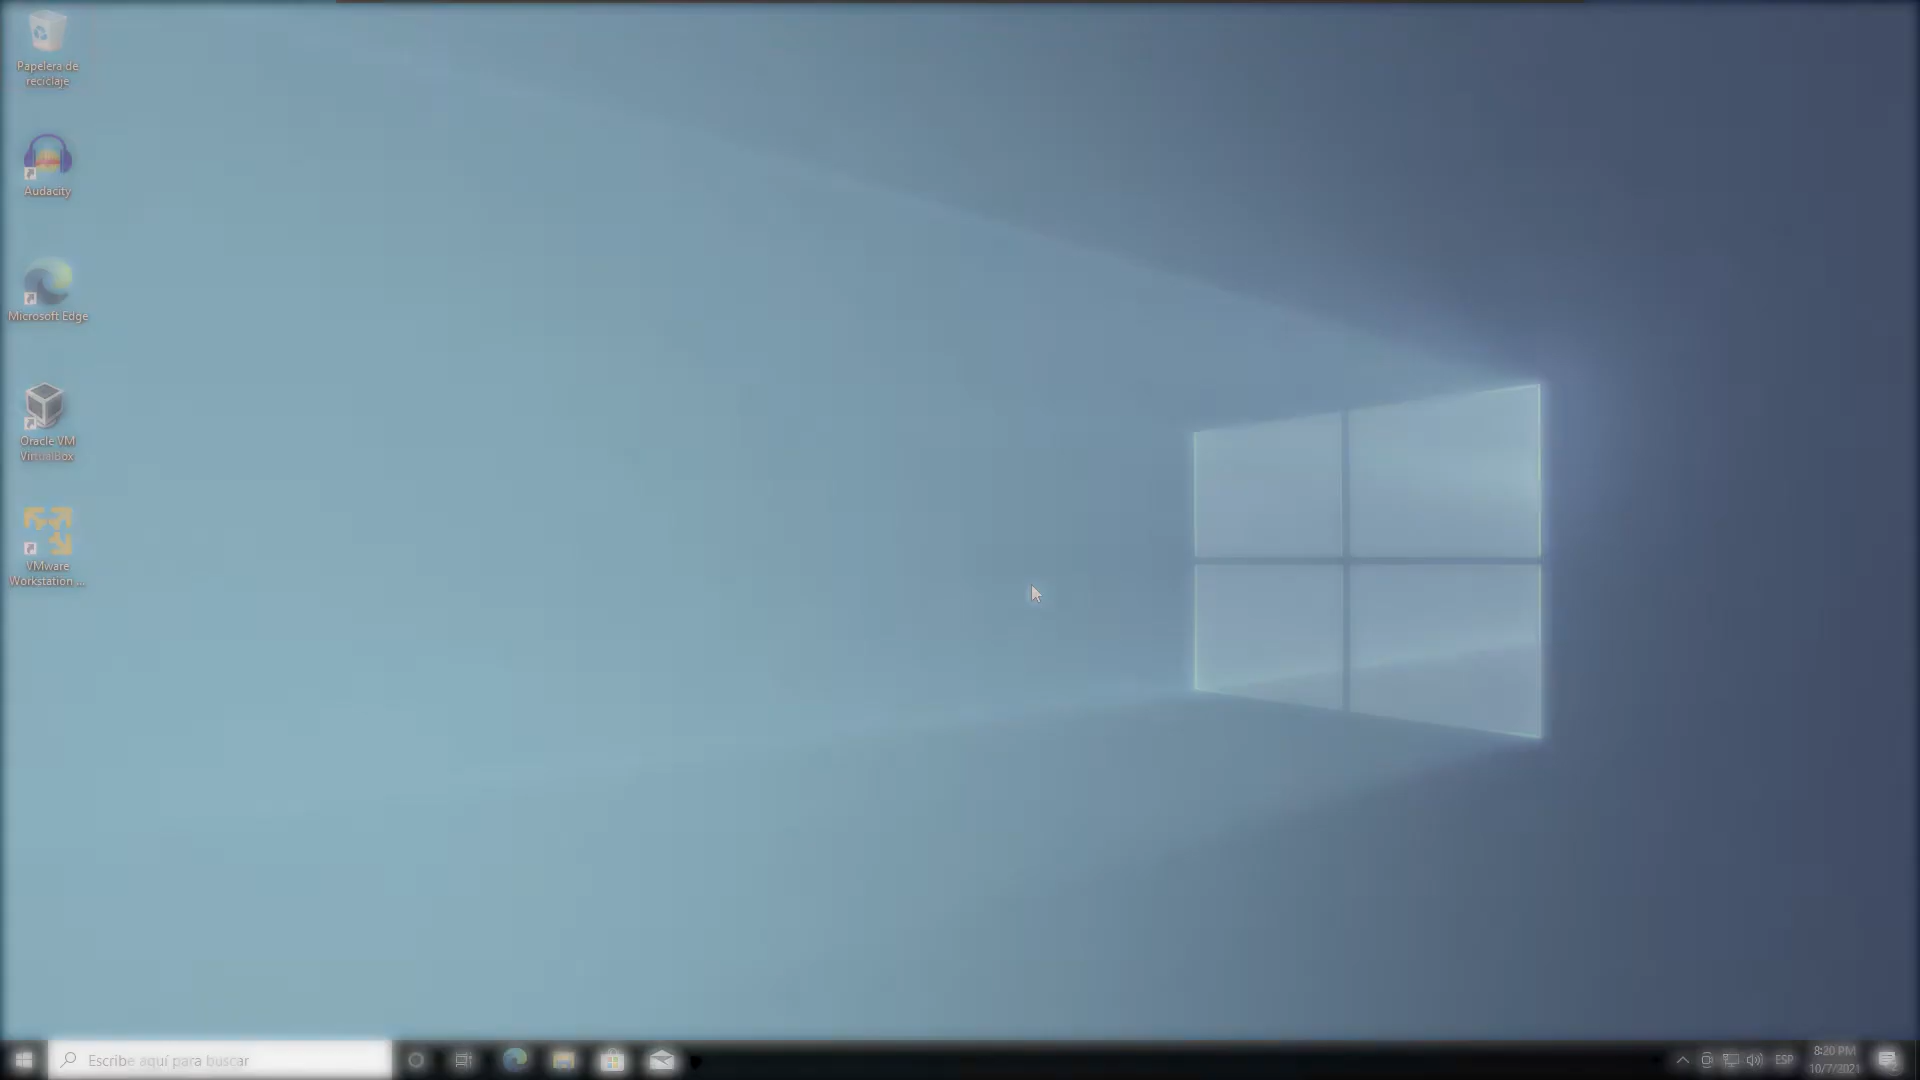 Papelera de
reciclaje
Audacity
Microsoft Edge
Oracle VM
VirtualBox
VMware
Workstation ...
Escribe aquí para buscar
ESP
8:20 PM
10/7/2021